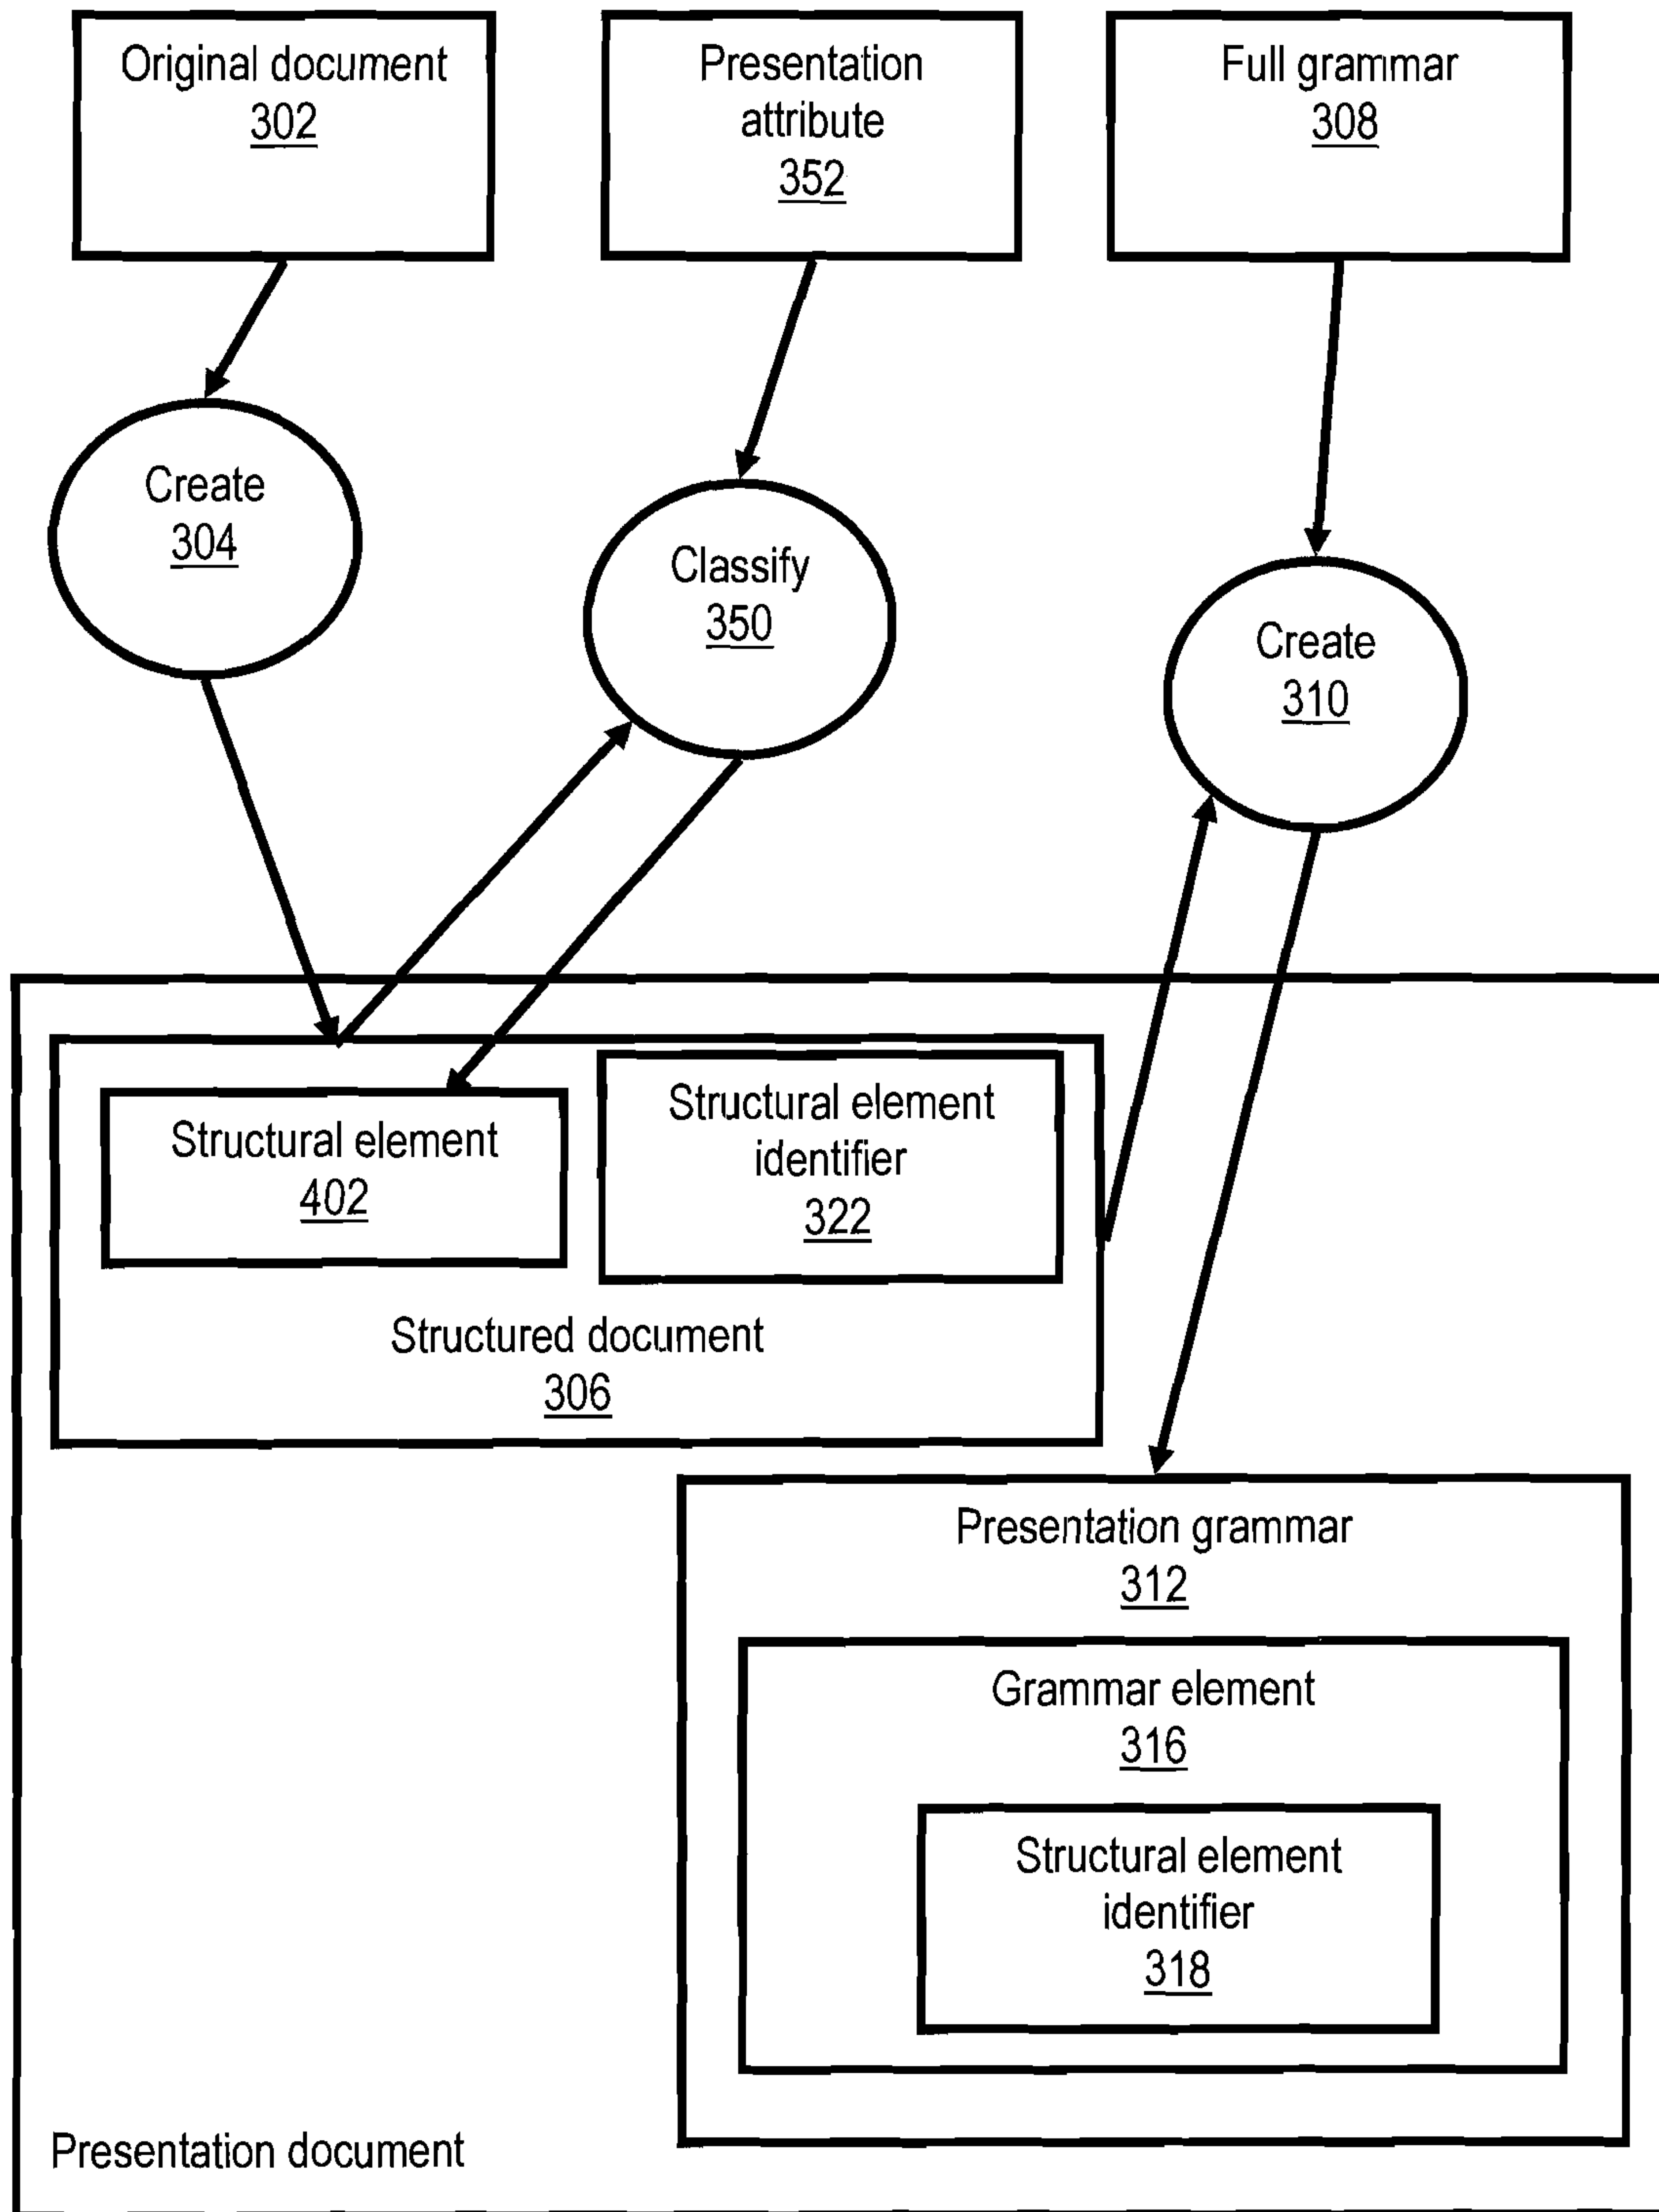 Original document
302
Presentation
attribute
352
Full grammar
308
Create
304
Classify
350
Create
310
Structural element
402
Structural element
identifier
322
Structured document
306
Presentation grammar
312
Grammar element
316
Structural element
identifier
318
Presentation document